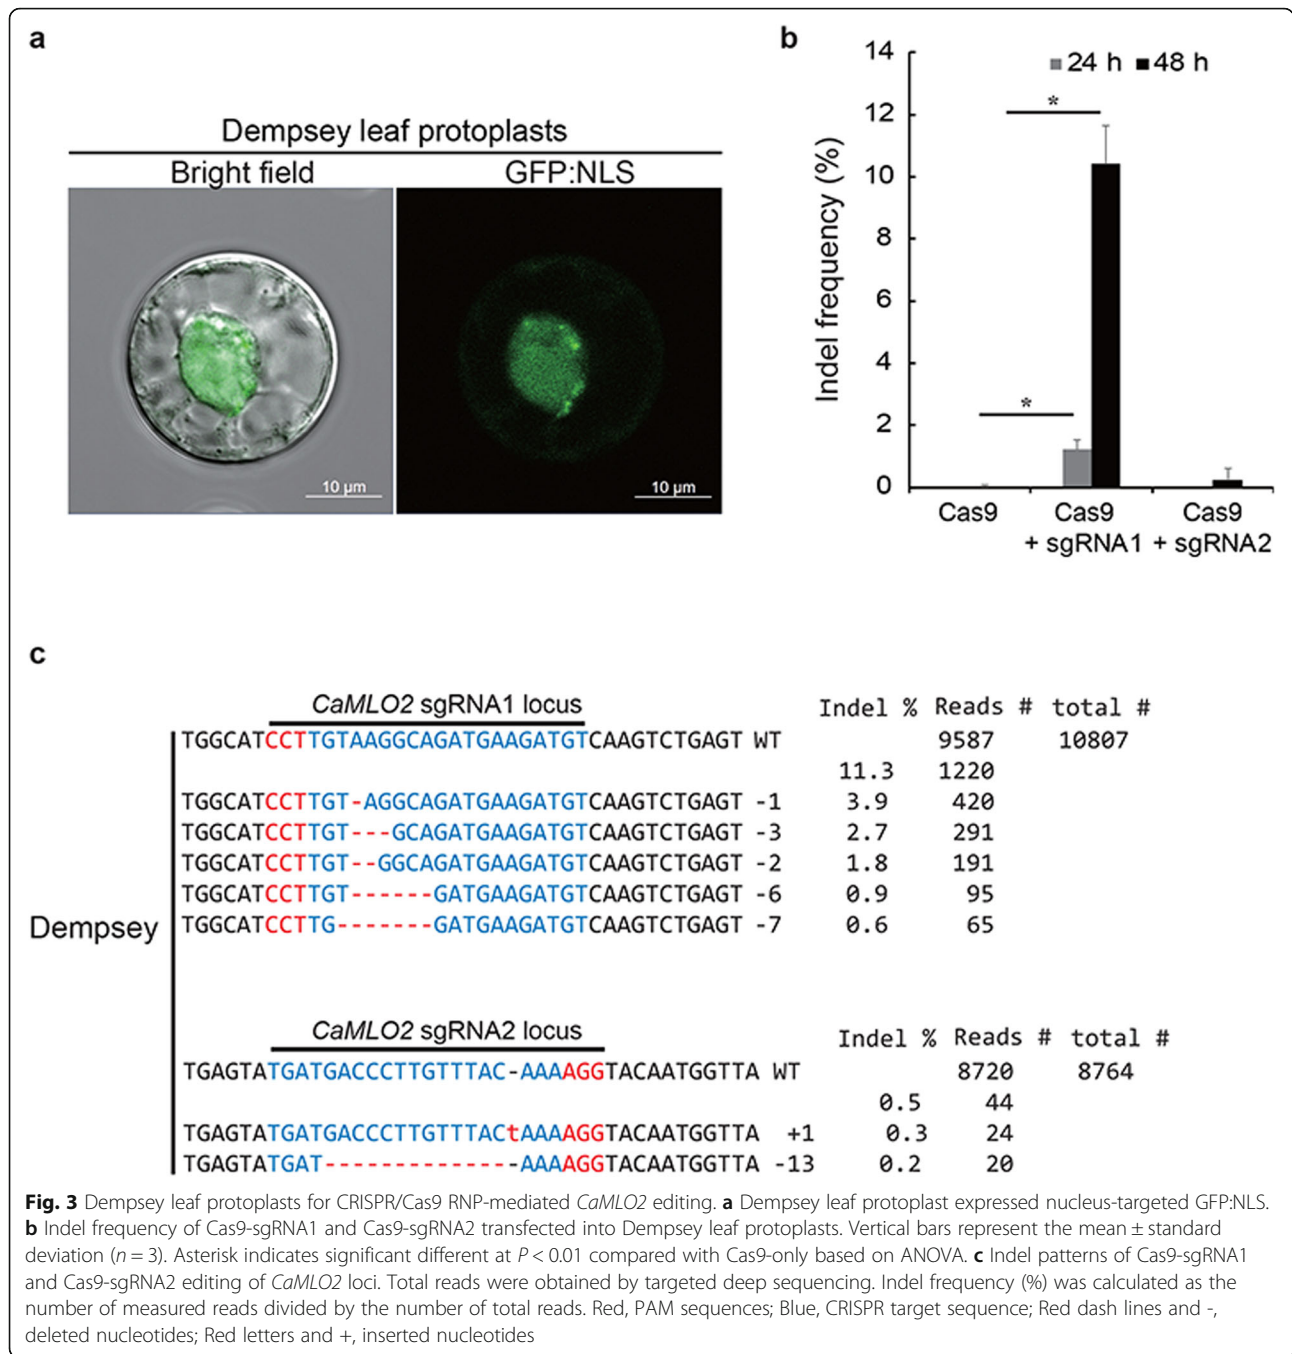 a
Dempsey leaf protoplasts
Bright field
GFP:NLS
10 µm
10 µm
b
14
12
10
8
6
4
2
0
Indel frequency (%)
24 h
48 h
*
*
Cas9
Cas9
+ sgRNA1
Cas9
+ sgRNA2
c
CaMLO2 sgRNA1 locus
Indel % Reads # total #
TGGCATCCTTGTAAGGCAGATGAAGATGTCAAGTCTGAGT WT 9587 10807
11.3 1220
TGGCATCCTTGT-AGGCAGATGAAGATGTCAAGTCTGAGT -1 3.9 420
TGGCATCCTTGT---GCAGATGAAGATGTCAAGTCTGAGT -3 2.7 291
TGGCATCCTTGT--GGCAGATGAAGATGTCAAGTCTGAGT -2 1.8 191
TGGCATCCTTGT------GATGAAGATGTCAAGTCTGAGT -6 0.9 95
TGGCATCCTTG-------GATGAAGATGTCAAGTCTGAGT -7 0.6 65
Dempsey
CaMLO2 sgRNA2 locus
Indel % Reads # total #
TGAGTATGATGACCCTTGTTTAC-AAAAGGTACAATGGTTA WT 8720 8764
0.5 44
TGAGTATGATGACCCTTGTTTACtAAAAGGTACAATGGTTA +1 0.3 24
TGAGTATGAT--------------AAAAGGTACAATGGTTA -13 0.2 20
Fig. 3 Dempsey leaf protoplasts for CRISPR/Cas9 RNP-mediated CaMLO2 editing. a Dempsey leaf protoplast expressed nucleus-targeted GFP:NLS.
b Indel frequency of Cas9-sgRNA1 and Cas9-sgRNA2 transfected into Dempsey leaf protoplasts. Vertical bars represent the mean ± standard
deviation (n = 3). Asterisk indicates significant different at P < 0.01 compared with Cas9-only based on ANOVA. c Indel patterns of Cas9-sgRNA1
and Cas9-sgRNA2 editing of CaMLO2 loci. Total reads were obtained by targeted deep sequencing. Indel frequency (%) was calculated as the
number of measured reads divided by the number of total reads. Red, PAM sequences; Blue, CRISPR target sequence; Red dash lines and -,
deleted nucleotides; Red letters and +, inserted nucleotides